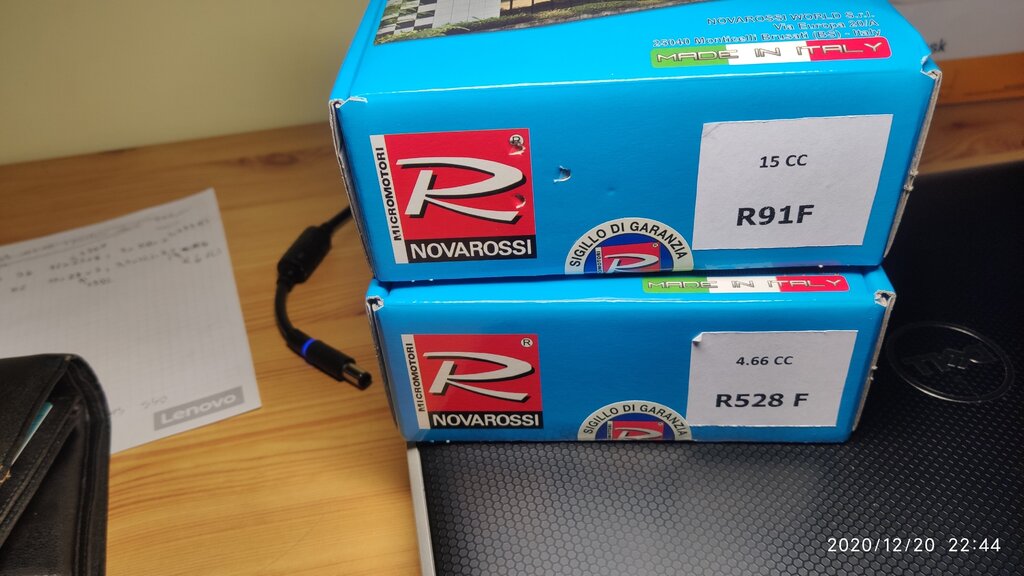 NOVAROSSI WORLD S.r.l.
Via Europa 20/A
25040 Monticelli Brusati (BS) - Italy
MADE IN ITALY
sk
MICROMOTORI
R
®
NOVAROSSI
SIGILLO DI GARANZIA
R
15 CC
R91F
MADE IN ITALY
MICROMOTORI
R
®
NOVAROSSI
SIGILLO DI GARANZIA
4.66 CC
R528 F
Lenovo
2020/12/20 22:44